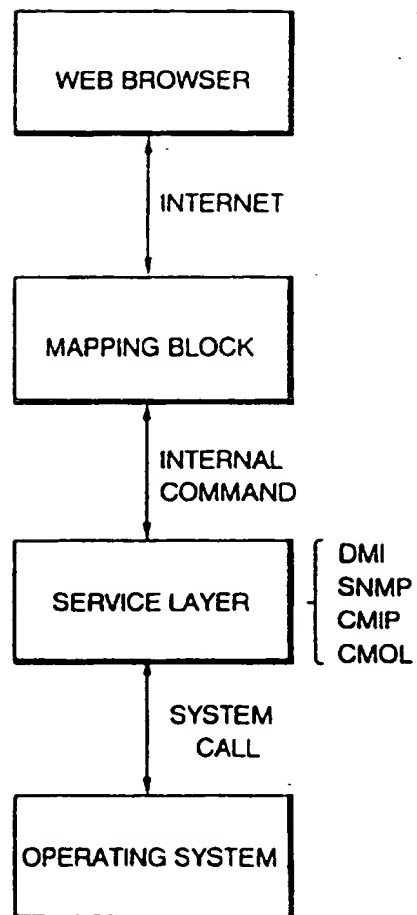 WEB BROWSER
INTERNET
MAPPING BLOCK
INTERNAL
COMMAND
SERVICE LAYER
DMI
SNMP
CMIP
CMOL
SYSTEM
CALL
OPERATING SYSTEM